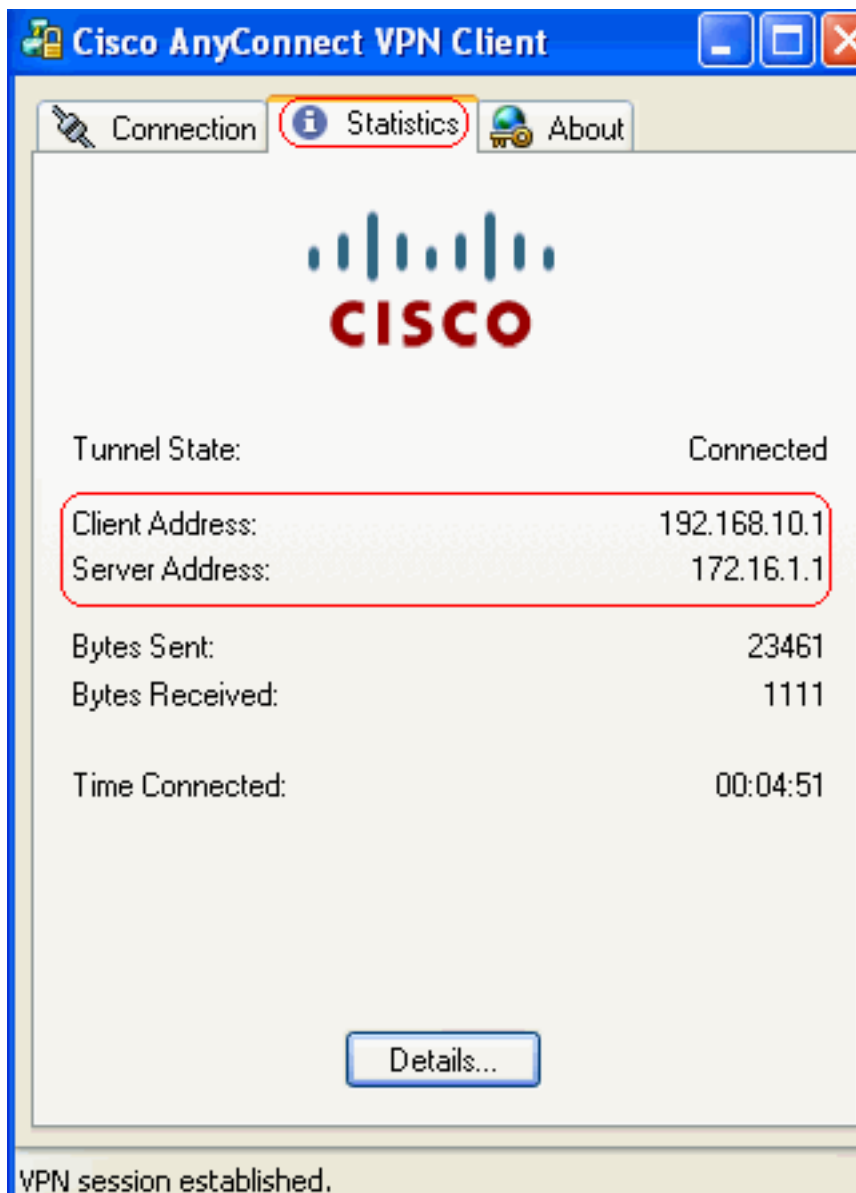 Cisco AnyConnect VPN Client
Connection Statistics About
CISCO
Tunnel State: Connected
Client Address: 192.168.10.1
Server Address: 172.16.1.1
Bytes Sent: 23461
Bytes Received: 1111
Time Connected: 00:04:51
Details...
VPN session established.